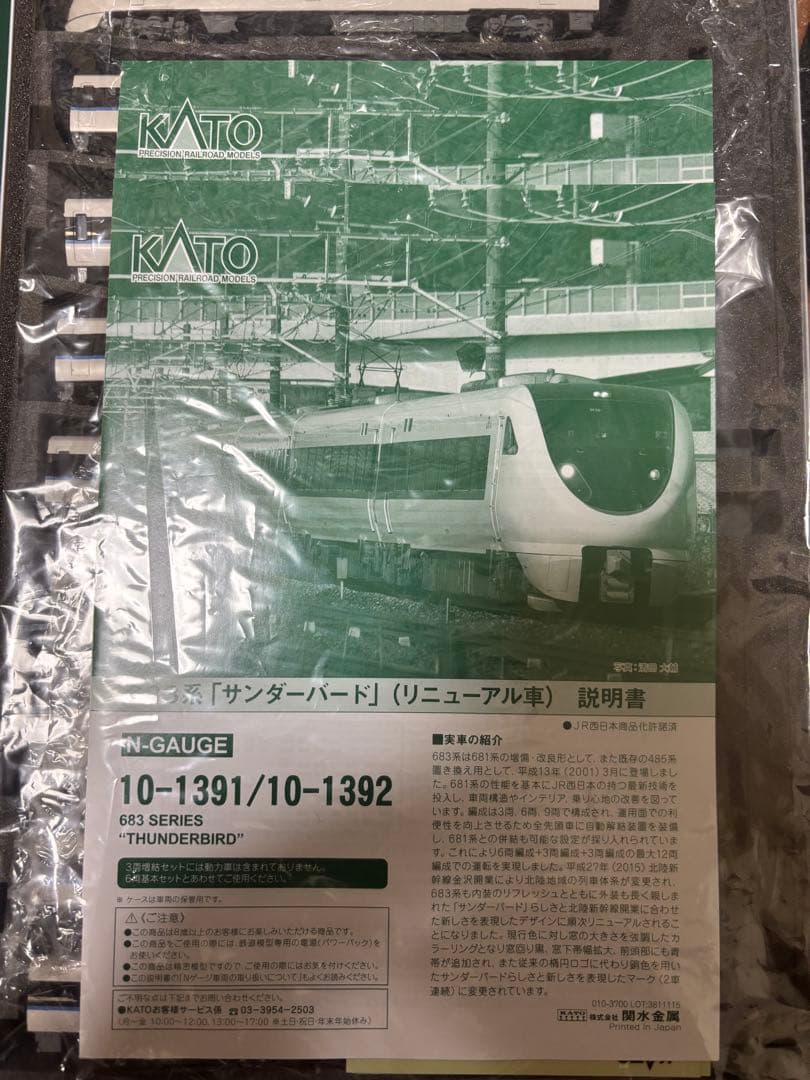 KATO
PRECISION RAILROAD MODELS
KATO
PRECISION RAILROAD MODELS
写真：清田 大輔
3系「サンダーバード」（リニューアル車） 説明書
●JR西日本商品化許諾済
N-GAUGE
10-1391/10-1392
683 SERIES
“THUNDERBIRD”
3両増結セットには動力車は含まれておりません。
6両基本セットとあわせてご使用ください。
※ ケースは車両の保管用です。
⚠〈ご注意〉
●この商品は8歳以上のお客様にお楽しみいただける商品です。
●この商品をご使用の際には、鉄道模型専用の電源（パワーパック）を
お使いください。
●この商品は精密模型ですので、ご使用の際にはお気を付けください。
●この説明書の「Nゲージ車両の取り扱いについて」もよくお読みください。
ご不明な点は下記までお問い合わせください。
●KATOお客様サービス係 ☎03-3954-2503
（月〜金 10:00〜12:00、13:00〜17:00 ※土日・祝日・年末年始休み）
■実車の紹介
683系は681系の増備・改良形として、また既存の485系
置き換え用として、平成13年（2001）3月に登場しまし
た。681系の性能を基本にJR西日本の持つ最新技術を
投入し、車両構造やインテリア、乗り心地の改善を図って
います。編成は3両、6両、9両で構成され、運用面での利
便性を向上させるため全先頭車に自動解結装置を装備
し、681系との併結も可能な設定が採り入れられていま
す。これにより6両編成+3両編成+3両編成の最大12両
編成での運転を実現しました。平成27年（2015）北陸新
幹線金沢開業により北陸地域の列車体系が変更され、
683系も内装のリフレッシュとともに外装も長く親しまれ
た「サンダーバード」らしさと北陸新幹線開業に合わせ
た新しさを表現したデザインに順次リニューアルされるこ
とになりました。現行色に対し窓の大きさを強調したカ
ラーリングとなり窓回り黒、窓下帯幅拡大、前頭部にも青
帯が追加され、また従来の楕円ロゴに代わり銀色を用い
たサンダーバードらしさと新しさを表現したマーク（2車
連続）に変更されています。
010-3700 LOT:3811115
KATO 株式会社 関水金属
Printed in Japan